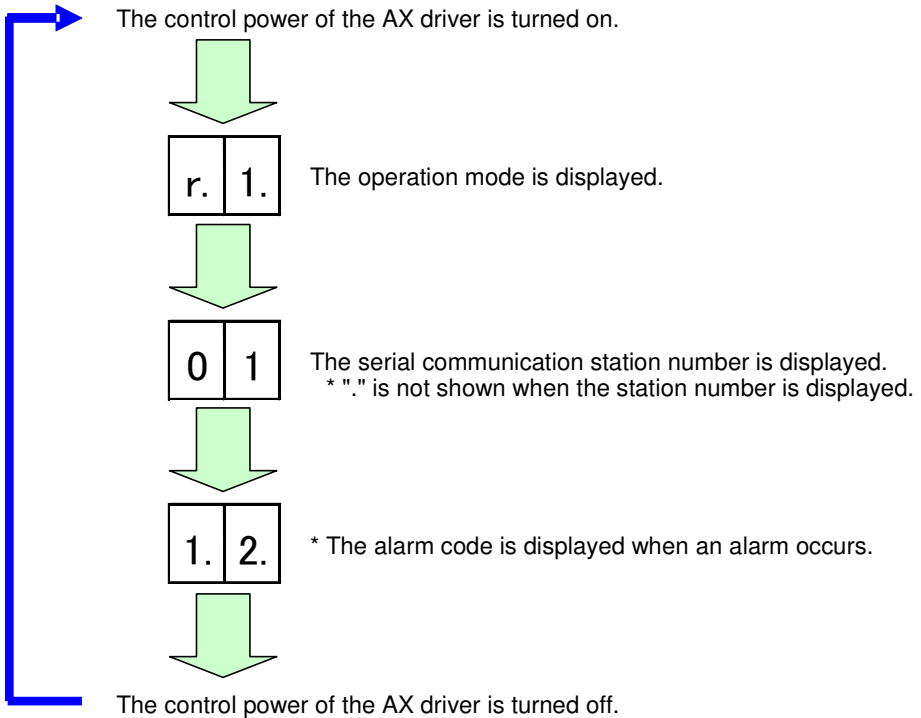 The control power of the AX driver is turned on.
r. 1.
The operation mode is displayed.
0 1
The serial communication station number is displayed.
* "." is not shown when the station number is displayed.
1. 2.
* The alarm code is displayed when an alarm occurs.
The control power of the AX driver is turned off.